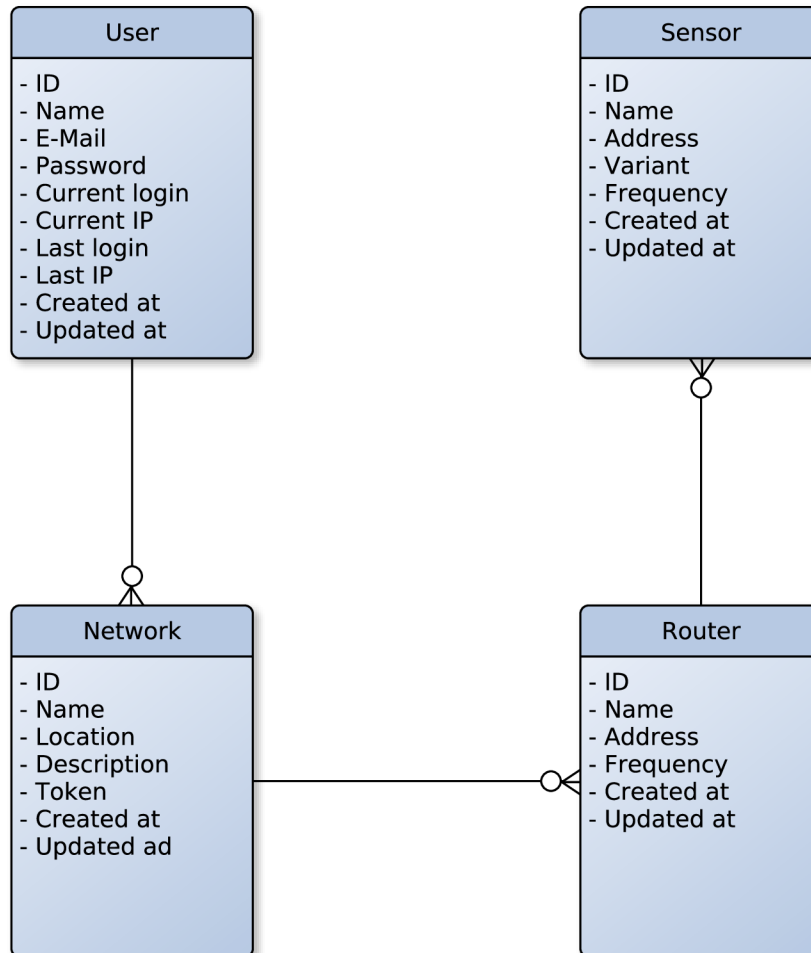 User
- ID
- Name
- E-Mail
- Password
- Current login
- Current IP
- Last login
- Last IP
- Created at
- Updated at
Sensor
- ID
- Name
- Address
- Variant
- Frequency
- Created at
- Updated at
Network
- ID
- Name
- Location
- Description
- Token
- Created at
- Updated ad
Router
- ID
- Name
- Address
- Frequency
- Created at
- Updated at